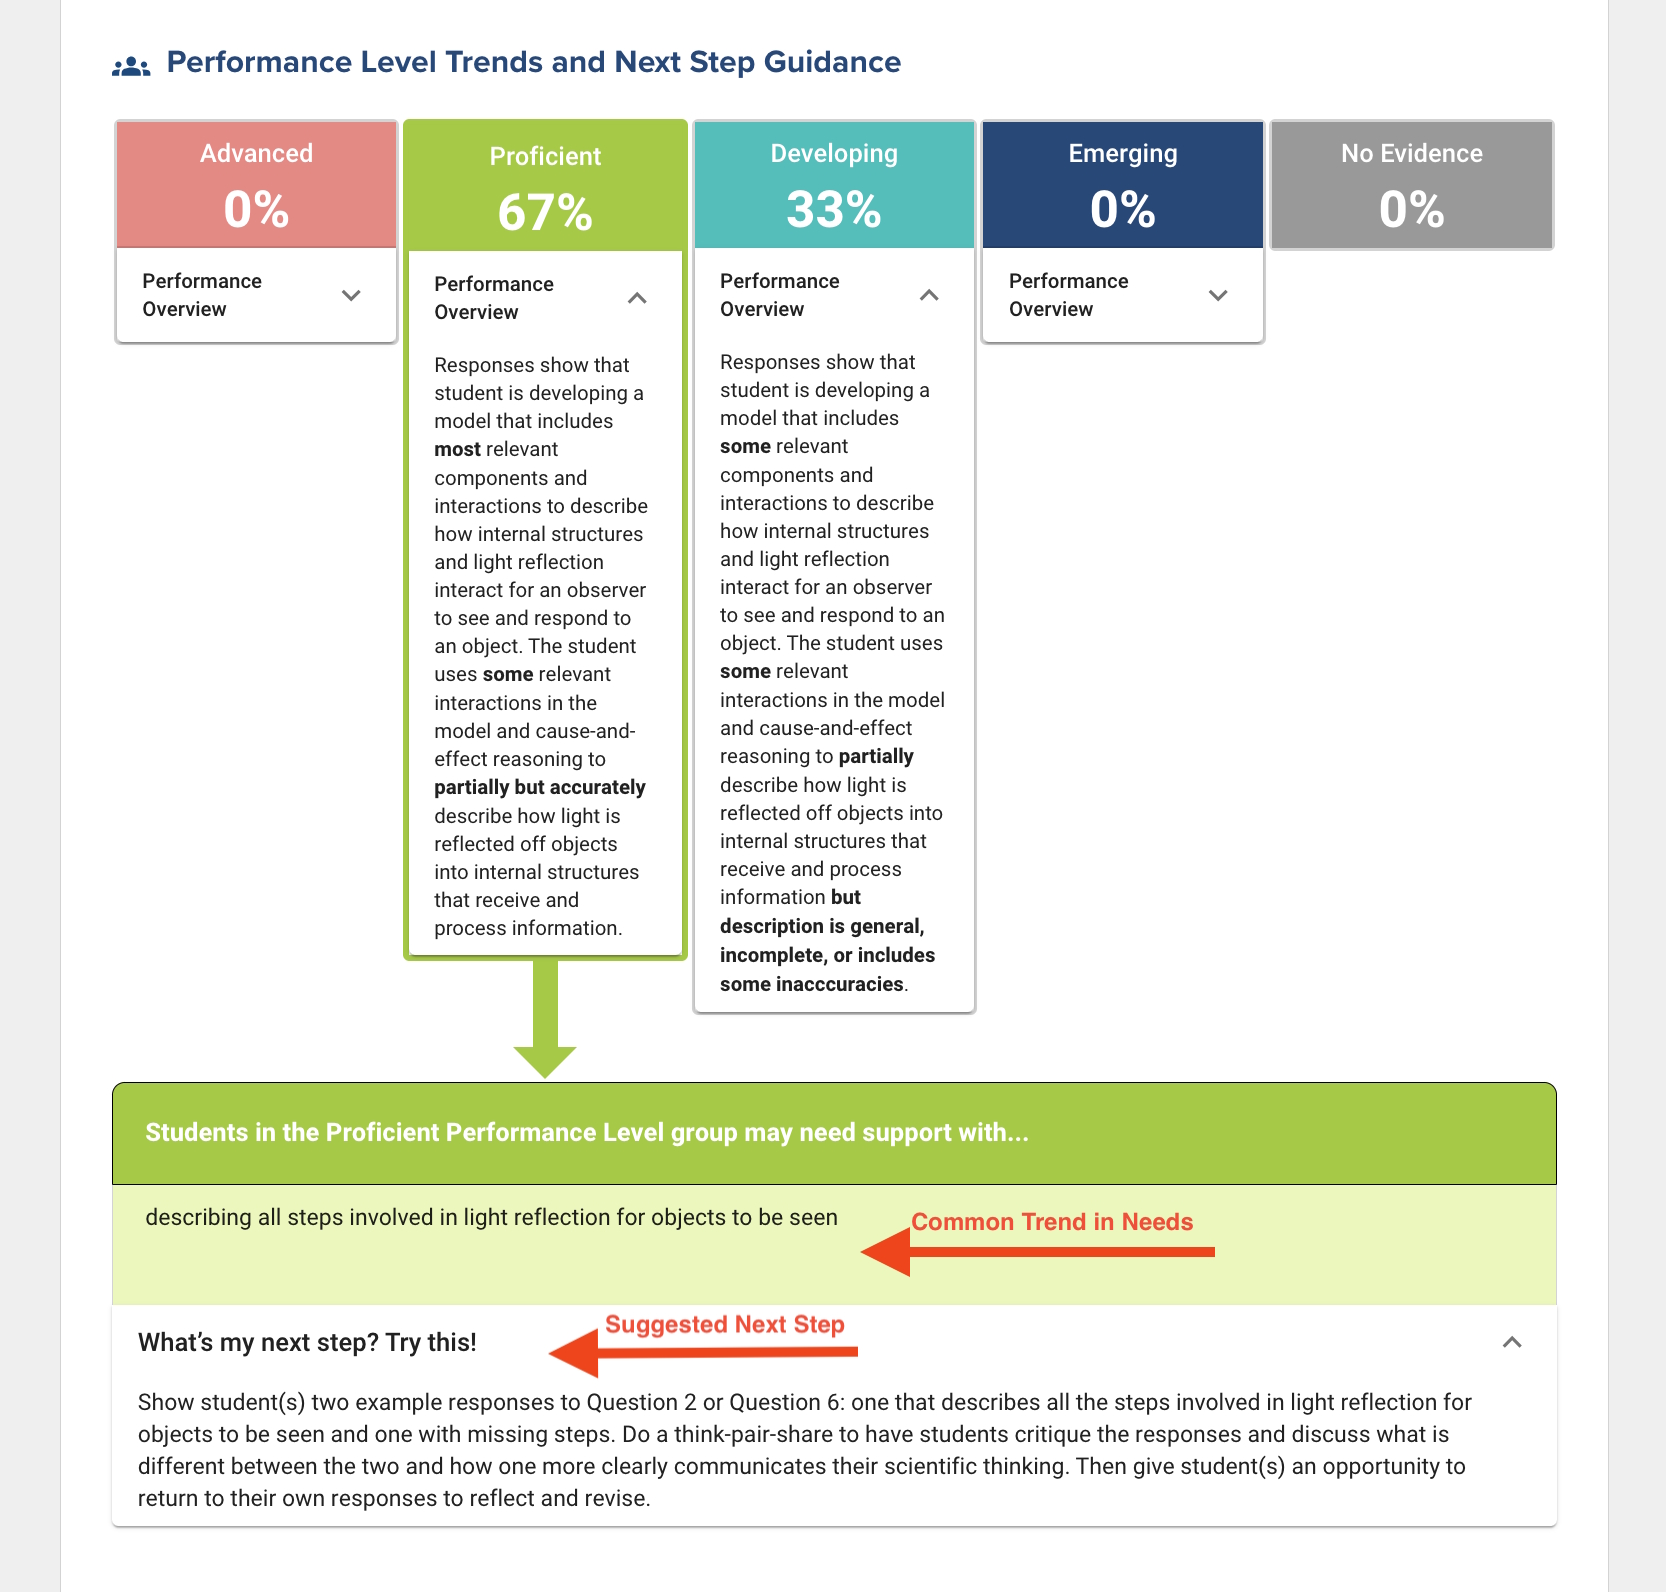 Performance Level Trends and Next Step Guidance
Advanced
0%
Performance
Overview
Proficient
67%
Performance
Overview
Responses show that
student is developing a
model that includes
most relevant
components and
interactions to describe
how internal structures
and light reflection
interact for an observer
to see and respond to
an object. The student
uses some relevant
interactions in the
model and cause-and-
effect reasoning to
partially but accurately
describe how light is
reflected off objects
into internal structures
that receive and
process information.
Developing
33%
Performance
Overview
Responses show that
student is developing a
model that includes
some relevant
components and
interactions to describe
how internal structures
and light reflection
interact for an observer
to see and respond to an
object. The student uses
some relevant
interactions in the model
and cause-and-effect
reasoning to partially
describe how light is
reflected off objects into
internal structures that
receive and process
information but
description is general,
incomplete, or includes
some inacccuracies.
Emerging
0%
Performance
Overview
No Evidence
0%
Students in the Proficient Performance Level group may need support with...
describing all steps involved in light reflection for objects to be seen
Common Trend in Needs
Suggested Next Step
What's my next step? Try this!
Show student(s) two example responses to Question 2 or Question 6: one that describes all the steps involved in light reflection for
objects to be seen and one with missing steps. Do a think-pair-share to have students critique the responses and discuss what is
different between the two and how one more clearly communicates their scientific thinking. Then give student(s) an opportunity to
return to their own responses to reflect and revise.